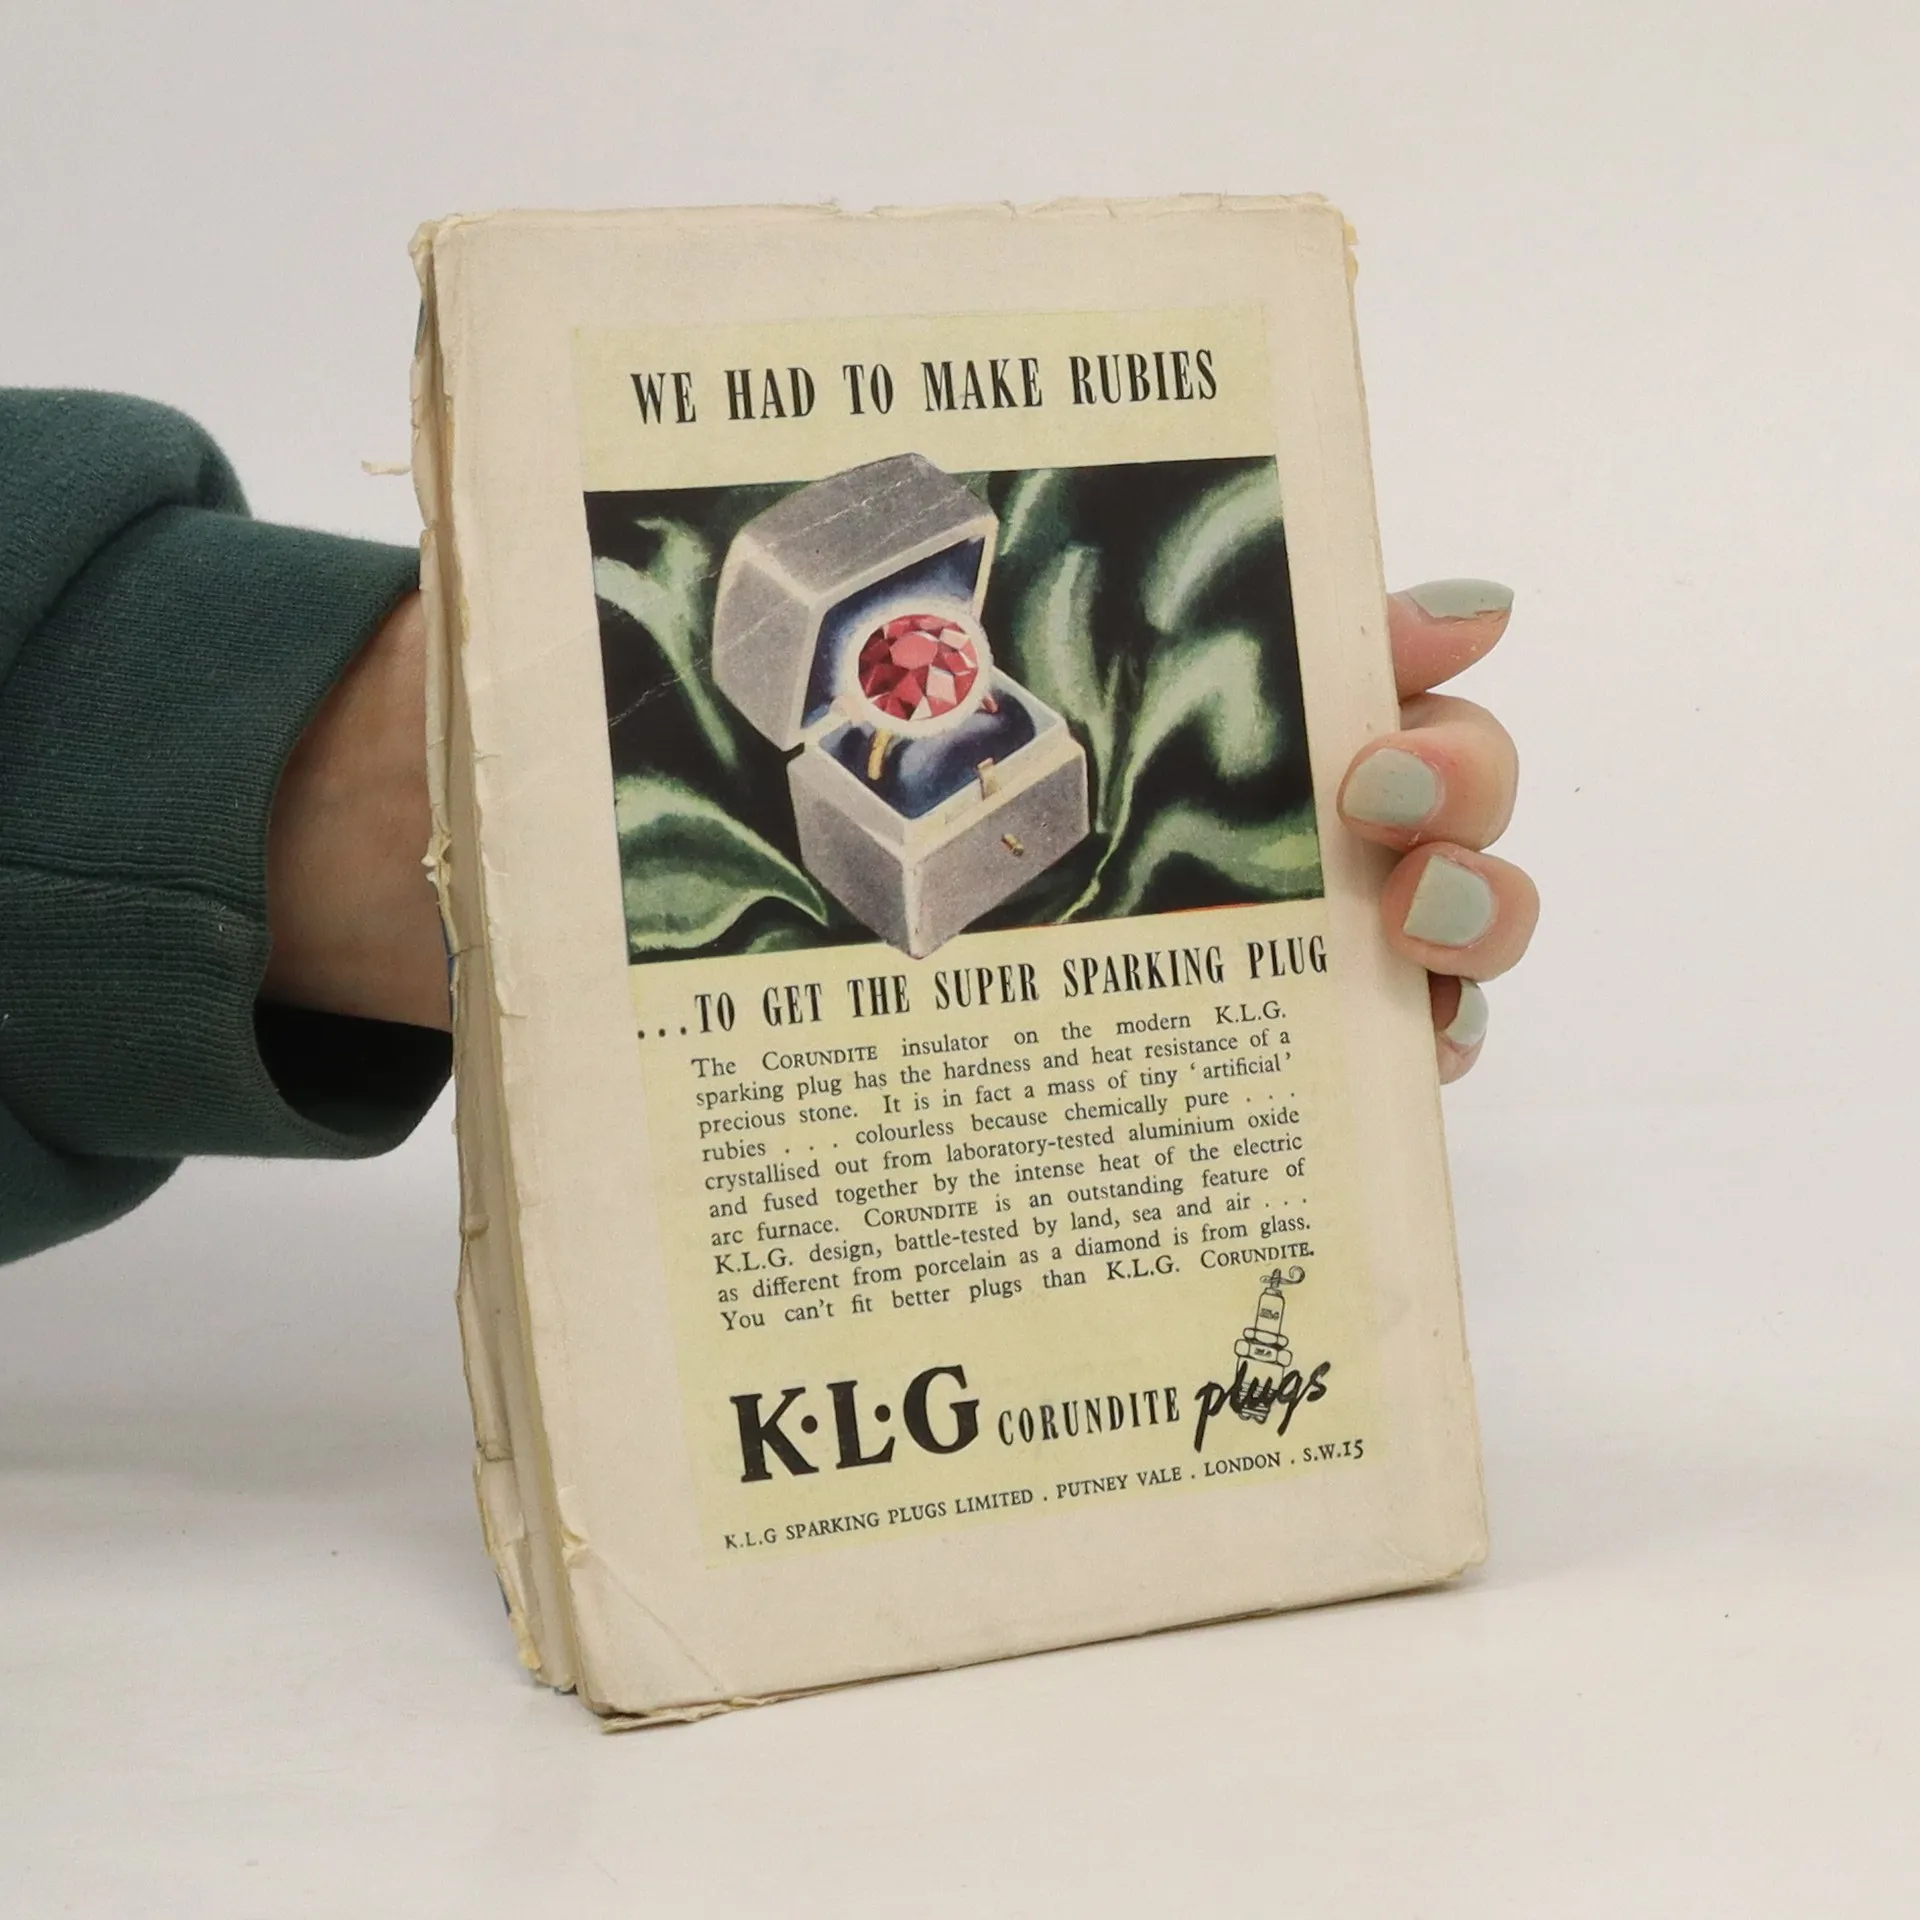 WE HAD TO MAKE RUBIES
...TO GET THE SUPER SPARKING PLUG
The CORUNDITE insulator on the modern K.L.G.
sparking plug has the hardness and heat resistance of a
precious stone. It is in fact a mass of tiny ‘artificial’
rubies . . . colourless because chemically pure . . .
crystallised out from laboratory-tested aluminium oxide
and fused together by the intense heat of the electric
arc furnace. CORUNDITE is an outstanding feature of
K.L.G. design, battle-tested by land, sea and air . . .
as different from porcelain as a diamond is from glass.
You can’t fit better plugs than K.L.G. CORUNDITE.
K·L·G CORUNDITE plugs
K.L.G SPARKING PLUGS LIMITED . PUTNEY VALE . LONDON . S.W.15